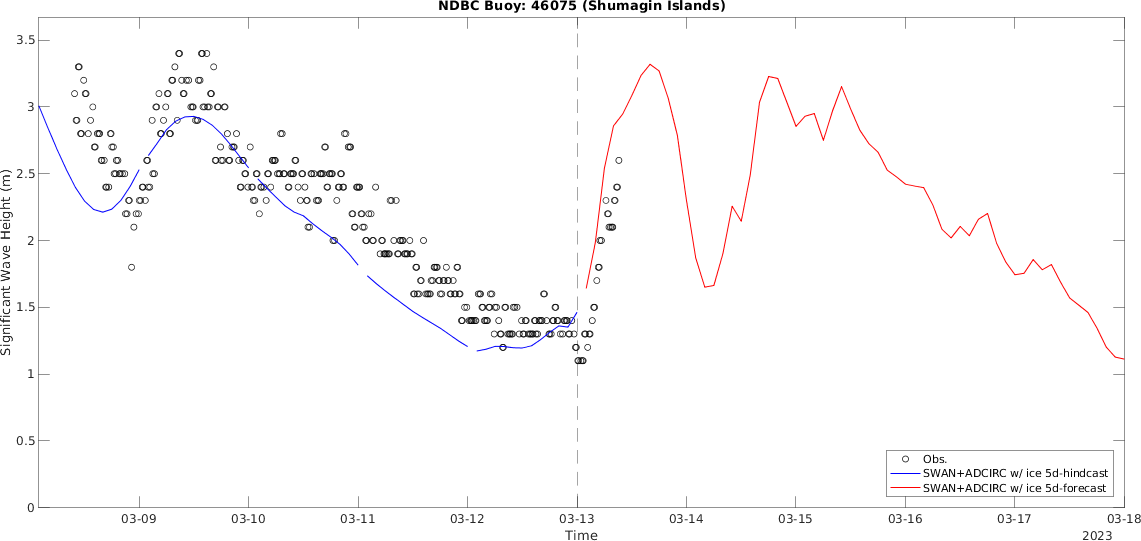 NDBC Buoy: 46075 (Shumagin Islands)
3.5
3
2.5
2
1.5
1
0.5
0
Significant Wave Height (m)
Obs.
SWAN+ADCIRC w/ ice 5d-hindcast
SWAN+ADCIRC w/ ice 5d-forecast
03-09 03-10 03-11 03-12 03-13 03-14 03-15 03-16 03-17 03-18
Time
2023